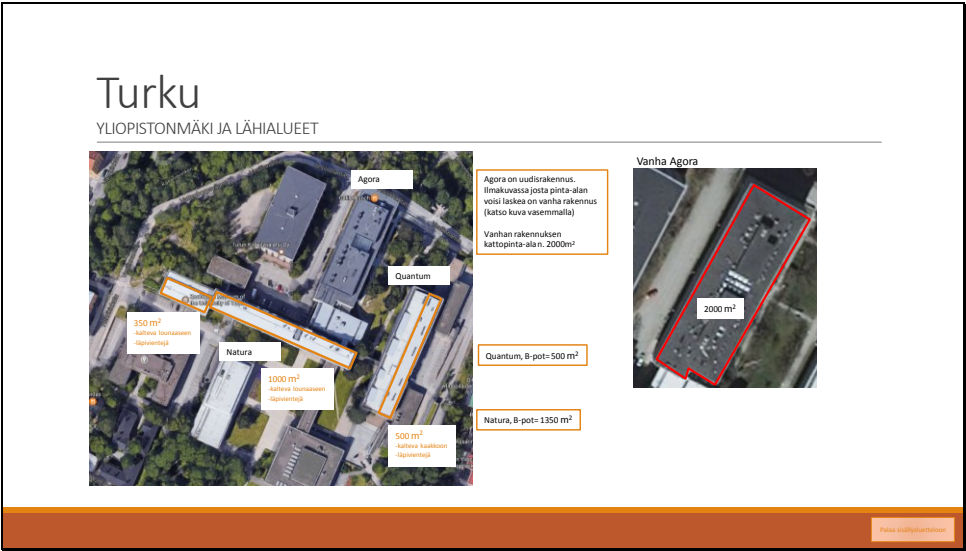 Turku
YLIOPISTONMÄKI JA LÄHIALUEET
Agora
Quantum
350 m²
-kalteva lounaaseen
-läpivientejä
Natura
1000 m²
-kalteva lounaaseen
-läpivientejä
500 m²
-kalteva kaakkoon
-läpivientejä
Agora on uudisrakennus.
Ilmakuvassa josta pinta-alan
voisi laskea on vanha rakennus
(katso kuva vasemmalla)
Vanhan rakennuksen
kattopinta-ala n. 2000m²
Quantum, B-pot= 500 m²
Natura, B-pot= 1350 m²
Vanha Agora
2000 m²
Palaa sisällysluetteloon